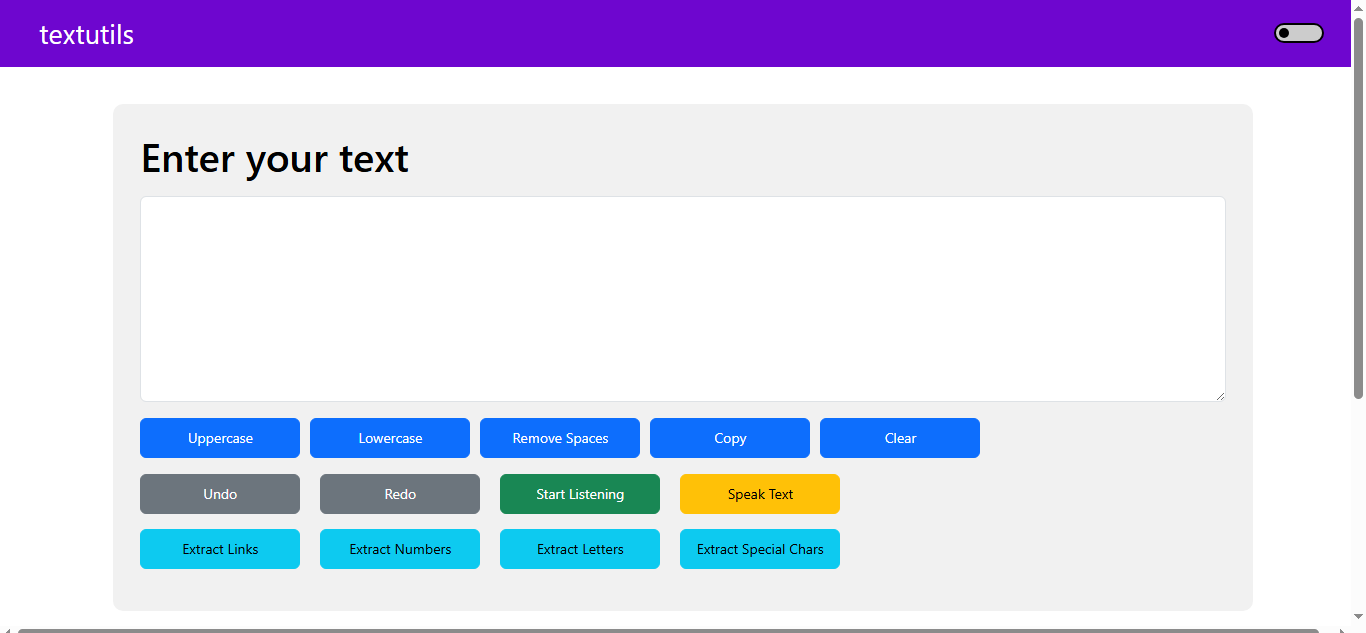 textutils
Enter your text
Uppercase Lowercase Remove Spaces Copy Clear
Undo Redo Start Listening Speak Text
Extract Links Extract Numbers Extract Letters Extract Special Chars